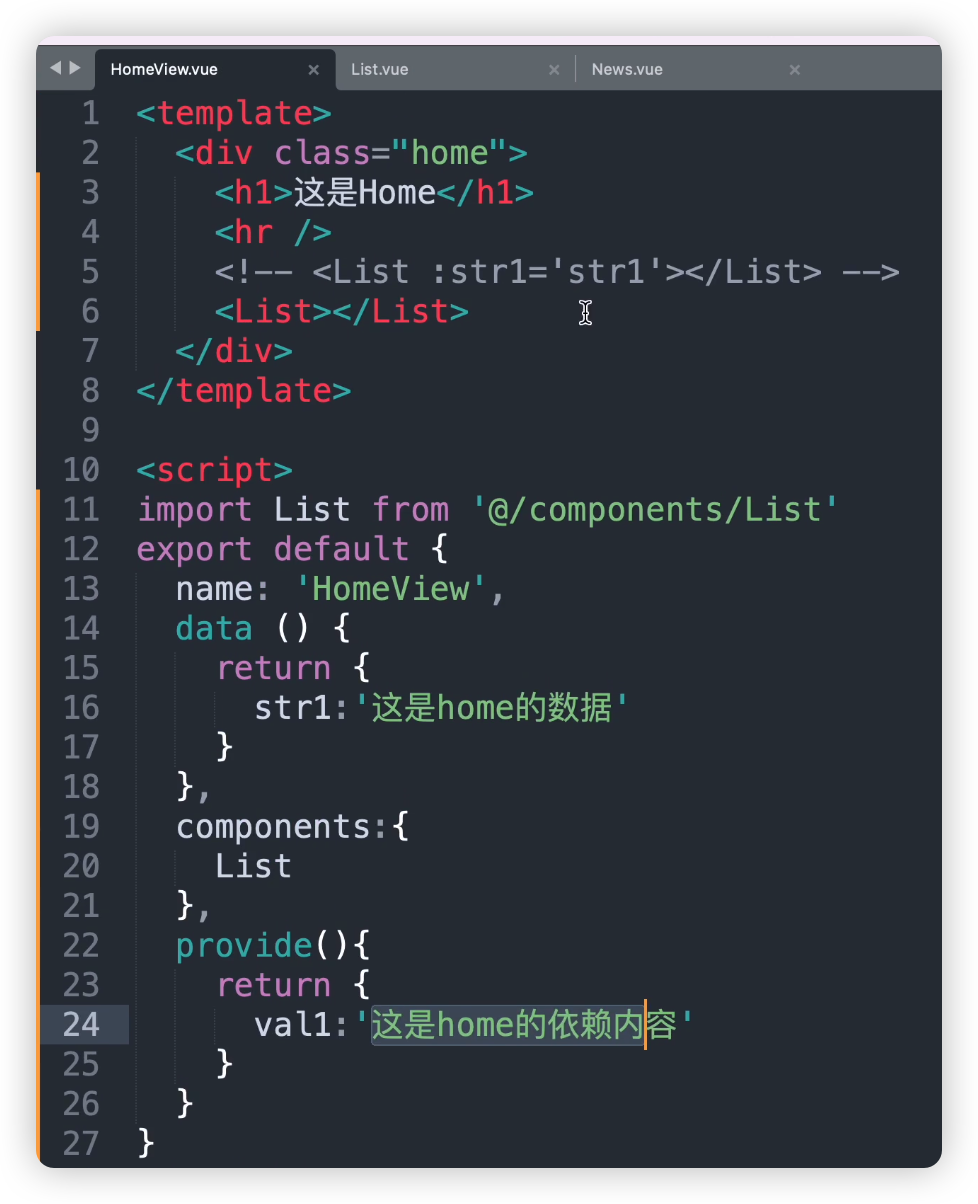 HomeView.vue × List.vue × News.vue ×
1 <template>
2   <div class="home">
3     <h1>这是Home</h1>
4     <hr />
5     <!-- <List :str1='str1'></List> -->
6     <List></List>
7   </div>
8 </template>
9
10 <script>
11 import List from '@/components/List'
12 export default {
13   name: 'HomeView',
14   data () {
15     return {
16       str1:'这是home的数据'
17     }
18   },
19   components:{
20     List
21   },
22   provide(){
23     return {
24       val1:'这是home的依赖内容'
25     }
26   }
27 }